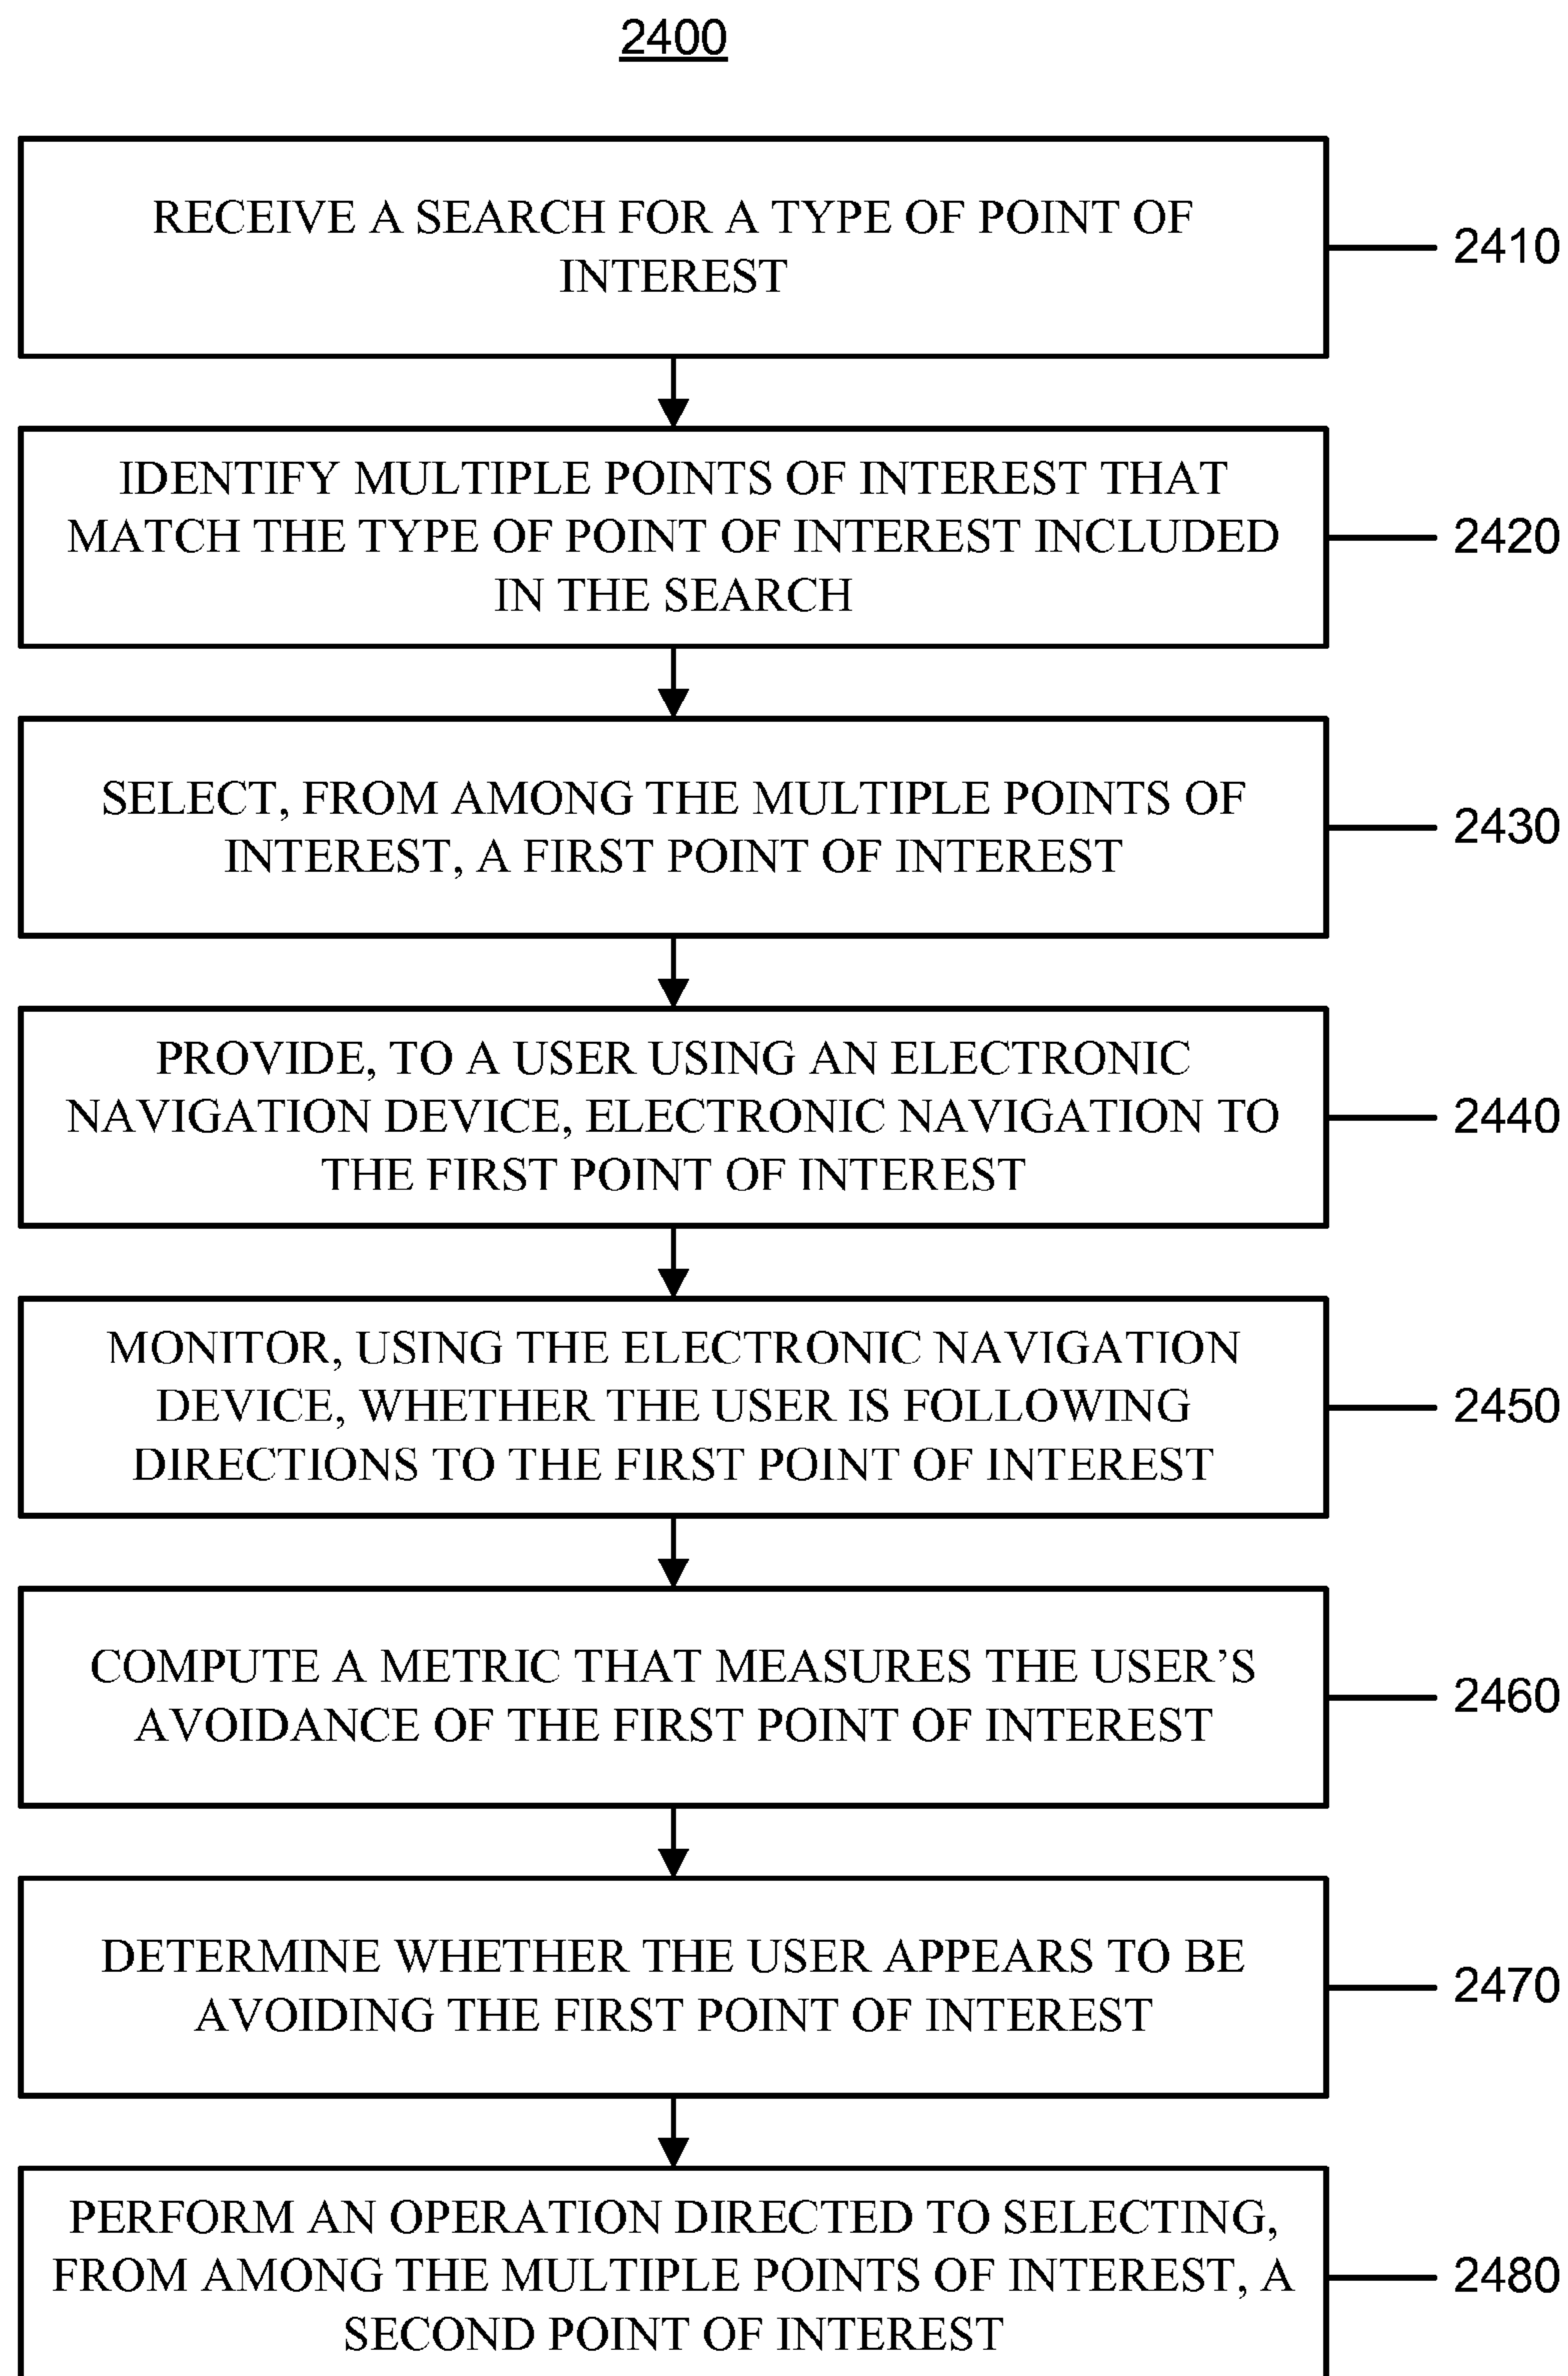 2400
RECEIVE A SEARCH FOR A TYPE OF POINT OF
INTEREST
2410
IDENTIFY MULTIPLE POINTS OF INTEREST THAT
MATCH THE TYPE OF POINT OF INTEREST INCLUDED
IN THE SEARCH
2420
SELECT, FROM AMONG THE MULTIPLE POINTS OF
INTEREST, A FIRST POINT OF INTEREST
2430
PROVIDE, TO A USER USING AN ELECTRONIC
NAVIGATION DEVICE, ELECTRONIC NAVIGATION TO
THE FIRST POINT OF INTEREST
2440
MONITOR, USING THE ELECTRONIC NAVIGATION
DEVICE, WHETHER THE USER IS FOLLOWING
DIRECTIONS TO THE FIRST POINT OF INTEREST
2450
COMPUTE A METRIC THAT MEASURES THE USER’S
AVOIDANCE OF THE FIRST POINT OF INTEREST
2460
DETERMINE WHETHER THE USER APPEARS TO BE
AVOIDING THE FIRST POINT OF INTEREST
2470
PERFORM AN OPERATION DIRECTED TO SELECTING,
FROM AMONG THE MULTIPLE POINTS OF INTEREST, A
SECOND POINT OF INTEREST
2480